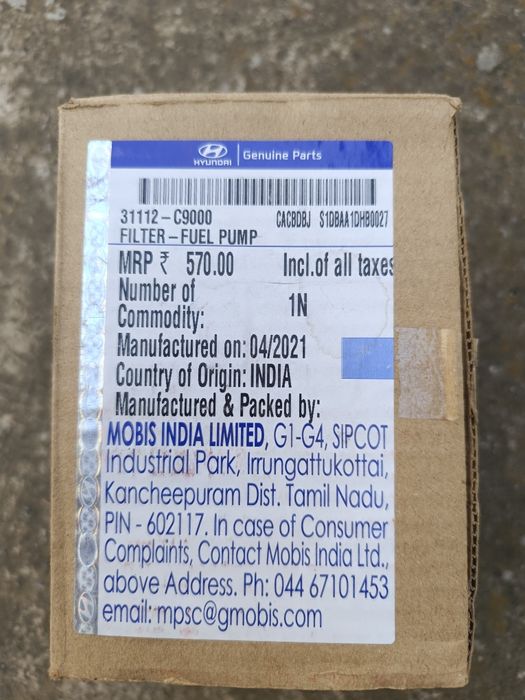 HYUNDAI Genuine Parts
31112-C9000 CACBDBJ S1DBAA1DHB0027
FILTER-FUEL PUMP
MRP ₹ 570.00 Incl.of all taxes
Number of
Commodity: 1N
Manufactured on: 04/2021
Country of Origin: INDIA
Manufactured & Packed by:
MOBIS INDIA LIMITED, G1-G4, SIPCOT
Industrial Park, Irrungattukottai,
Kancheepuram Dist. Tamil Nadu,
PIN - 602117. In case of Consumer
Complaints, Contact Mobis India Ltd.,
above Address. Ph: 044 67101453
email: mpsc@gmobis.com